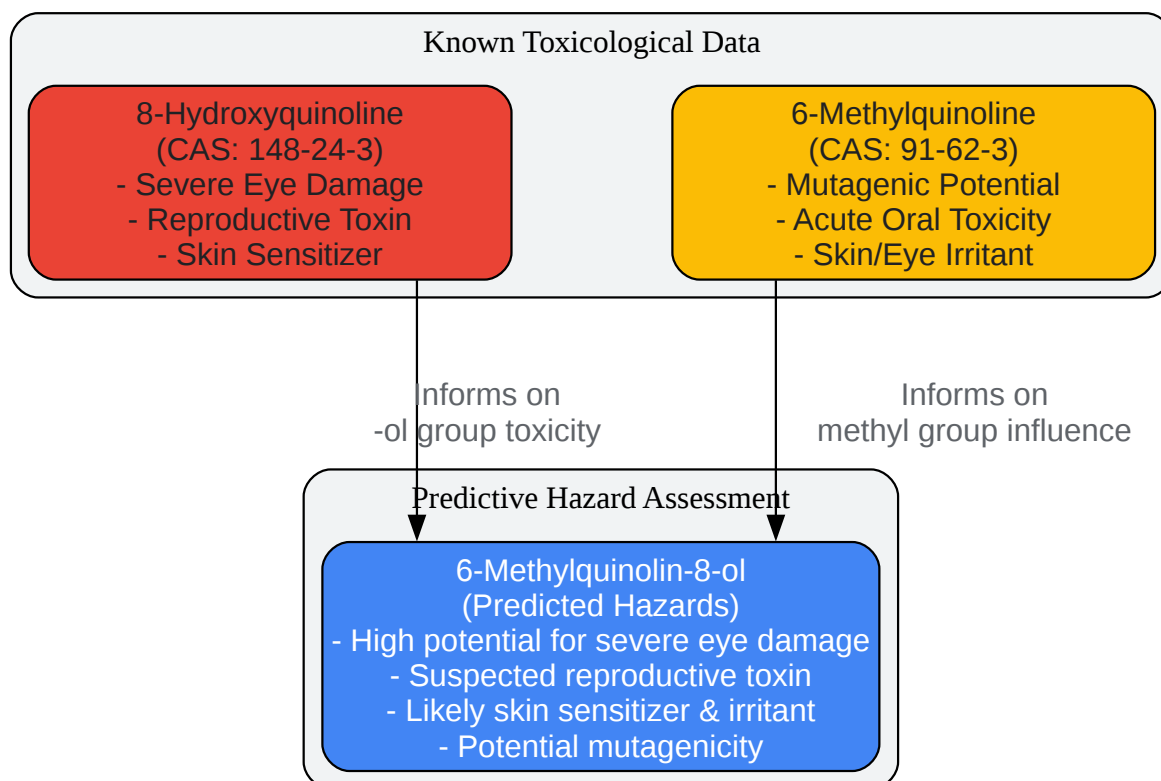 Known Toxicological Data
8-Hydroxyquinoline
(CAS: 148-24-3)
- Severe Eye Damage
- Reproductive Toxin
- Skin Sensitizer
6-Methylquinoline
(CAS: 91-62-3)
- Mutagenic Potential
- Acute Oral Toxicity
- Skin/Eye Irritant
Informs on
-ol group toxicity
Informs on
methyl group influence
Predictive Hazard Assessment
6-Methylquinolin-8-ol
(Predicted Hazards)
- High potential for severe eye damage
- Suspected reproductive toxin
- Likely skin sensitizer & irritant
- Potential mutagenicity